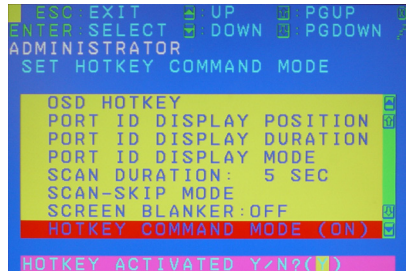 ESC:EXIT :UP :PGUP
ENTER:SELECT :DOWN :PGDOWN
ADMINISTRATOR
SET HOTKEY COMMAND MODE
OSD HOTKEY
PORT ID DISPLAY POSITION
PORT ID DISPLAY DURATION
PORT ID DISPLAY MODE
SCAN DURATION: 5 SEC
SCAN-SKIP MODE
SCREEN BLANKER:OFF
HOTKEY COMMAND MODE (ON)
HOTKEY ACTIVATED Y/N?(Y)